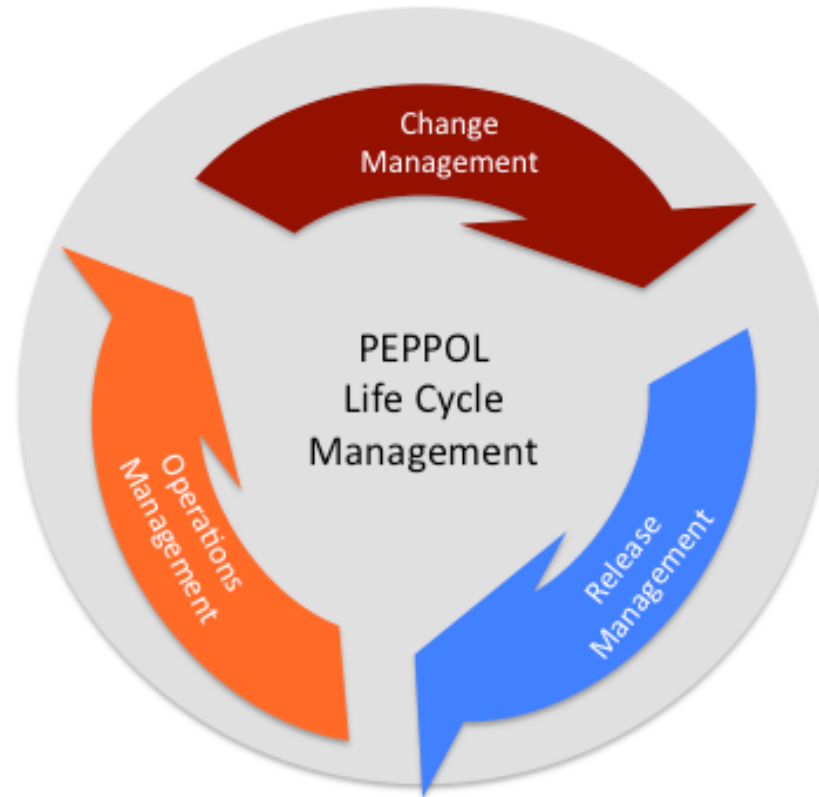 Change
Management
PEPPOL
Life Cycle
Management
Release
Management
Operations
Management